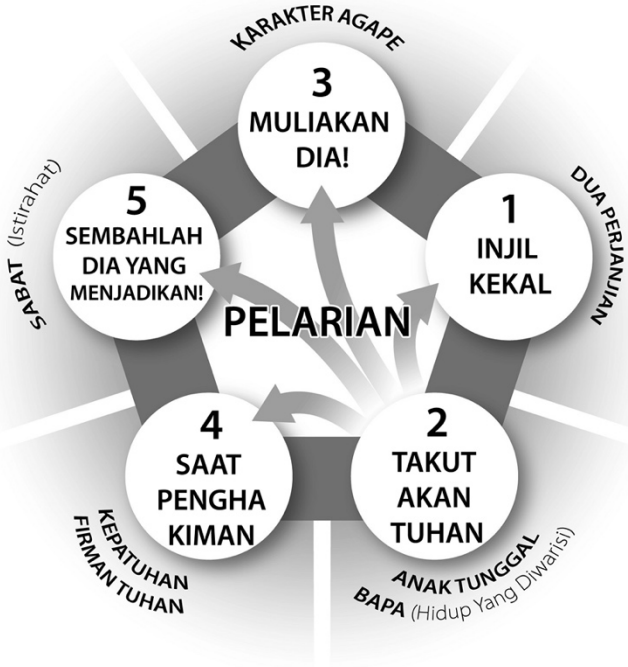 KARAKTER AGAPE
3
MULIAKAN
DIA!
DUA PERJANJIAN
1
INJIL
KEKAL
SABAT (Istirahat)
5
SEMBAHLAH
DIA YANG
MENJADIKAN!
PELARIAN
4
SAAT
PENGHA
KIMAN
2
TAKUT
AKAN
TUHAN
KEPATUHAN
FIRMAN TUHAN
ANAK TUNGGAL
BAPA (Hidup Yang Diwarisi)